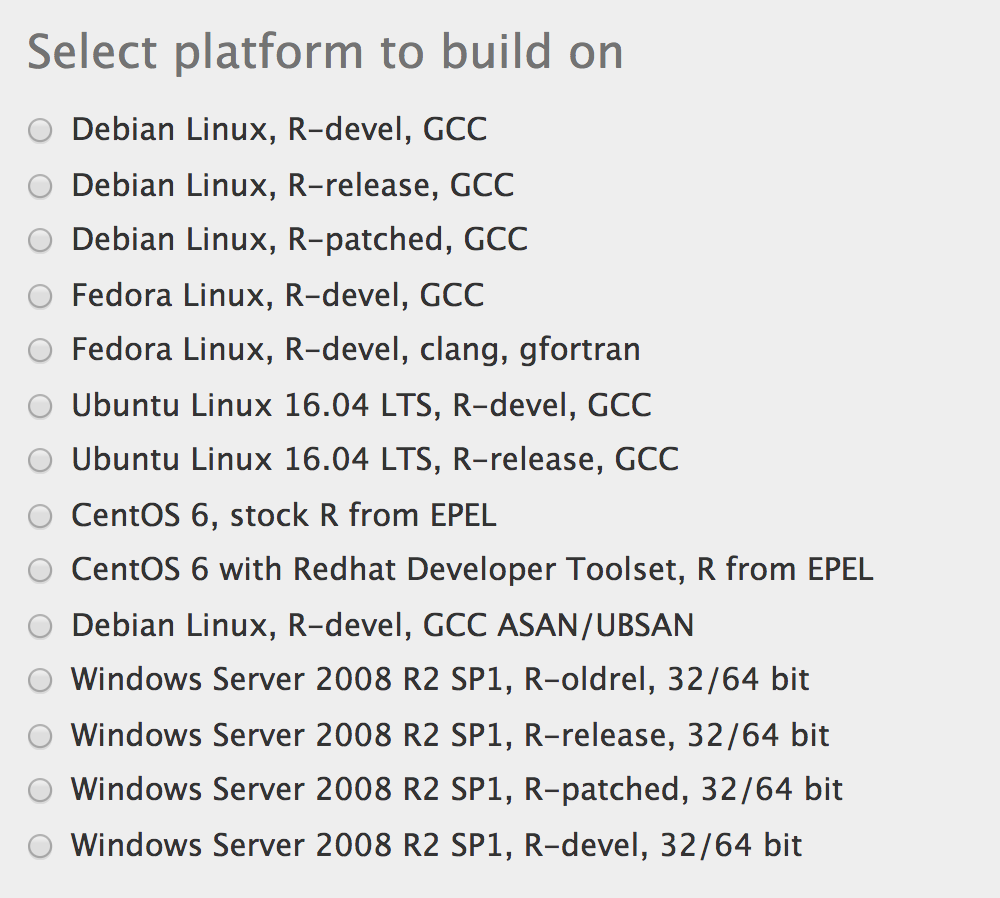 Select platform to build on
Debian Linux, R-devel, GCC
Debian Linux, R-release, GCC
Debian Linux, R-patched, GCC
Fedora Linux, R-devel, GCC
Fedora Linux, R-devel, clang, gfortran
Ubuntu Linux 16.04 LTS, R-devel, GCC
Ubuntu Linux 16.04 LTS, R-release, GCC
CentOS 6, stock R from EPEL
CentOS 6 with Redhat Developer Toolset, R from EPEL
Debian Linux, R-devel, GCC ASAN/UBSAN
Windows Server 2008 R2 SP1, R-oldrel, 32/64 bit
Windows Server 2008 R2 SP1, R-release, 32/64 bit
Windows Server 2008 R2 SP1, R-patched, 32/64 bit
Windows Server 2008 R2 SP1, R-devel, 32/64 bit